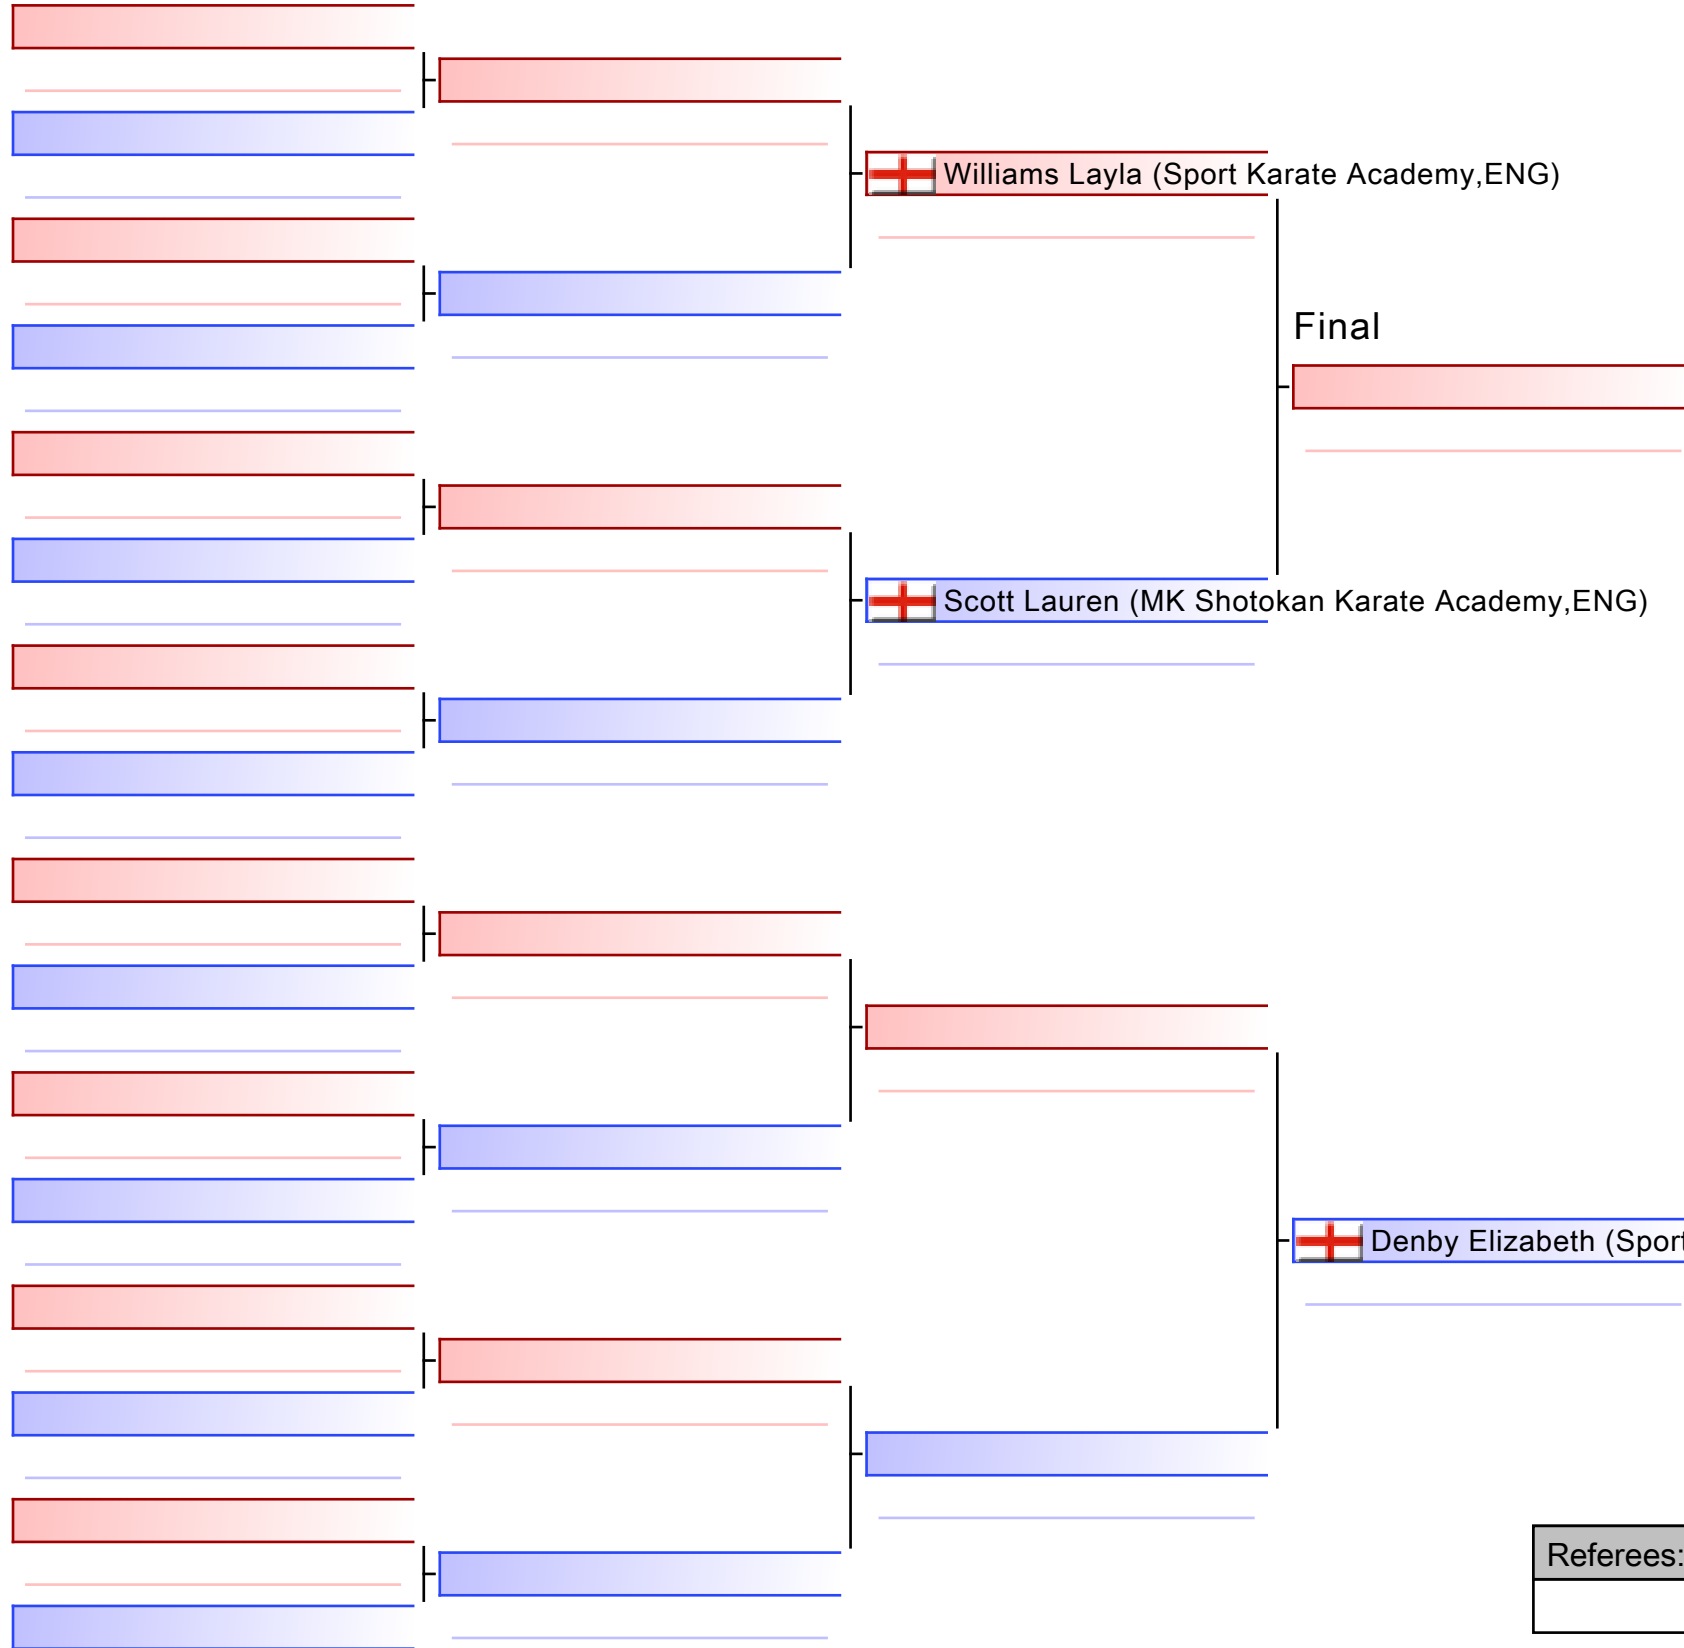 Williams Layla (Sport Karate Academy,ENG)
Final
Scott Lauren (MK Shotokan Karate Academy,ENG)
Denby Elizabeth (Sport
Referees: